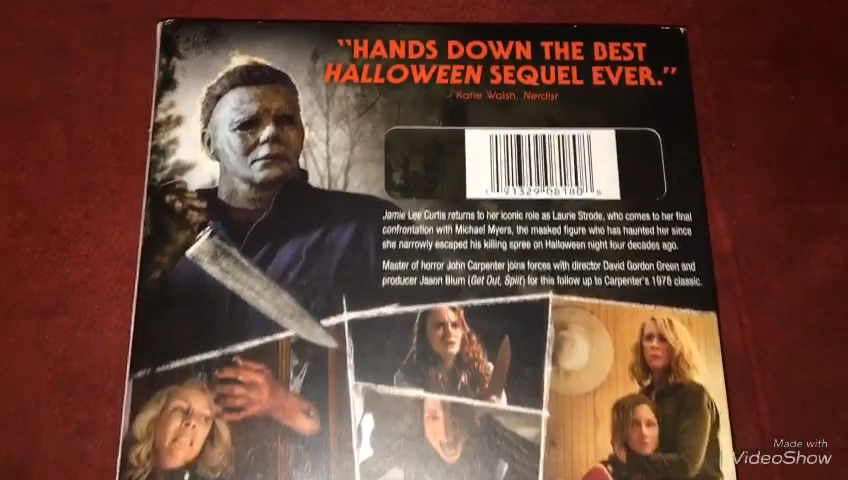 "HANDS DOWN THE BEST
HALLOWEEN SEQUEL EVER."
- Katie Walsh, Nerdist
1 91329 08180 8
Jamie Lee Curtis returns to her iconic role as Laurie Strode, who comes to her final
confrontation with Michael Myers, the masked figure who has haunted her since
she narrowly escaped his killing spree on Halloween night four decades ago.
Master of horror John Carpenter joins forces with director David Gordon Green and
producer Jason Blum (Get Out, Split) for this follow up to Carpenter's 1978 classic.
Made with
VideoShow